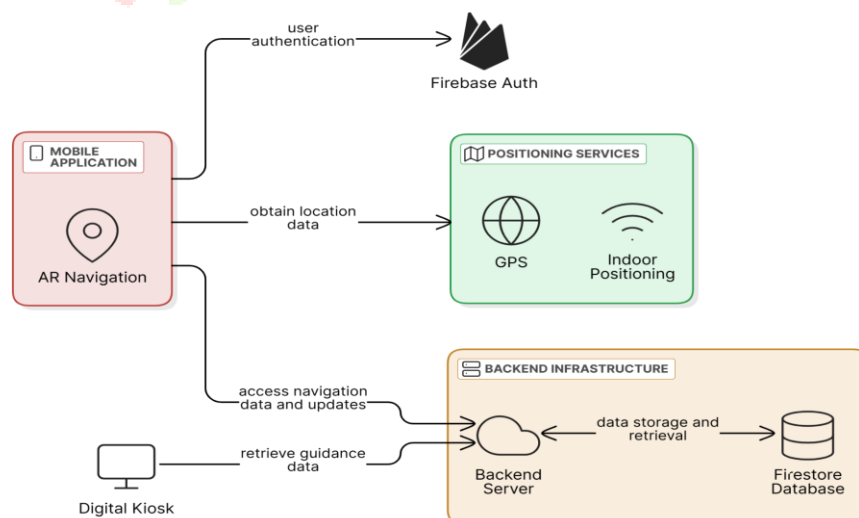 user
authentication
Firebase Auth
MOBILE
APPLICATION
AR Navigation
obtain location
data
POSITIONING SERVICES
GPS
Indoor
Positioning
access navigation
data and updates
retrieve guidance
data
Digital Kiosk
BACKEND INFRASTRUCTURE
Backend
Server
data storage and
retrieval
Firestore
Database